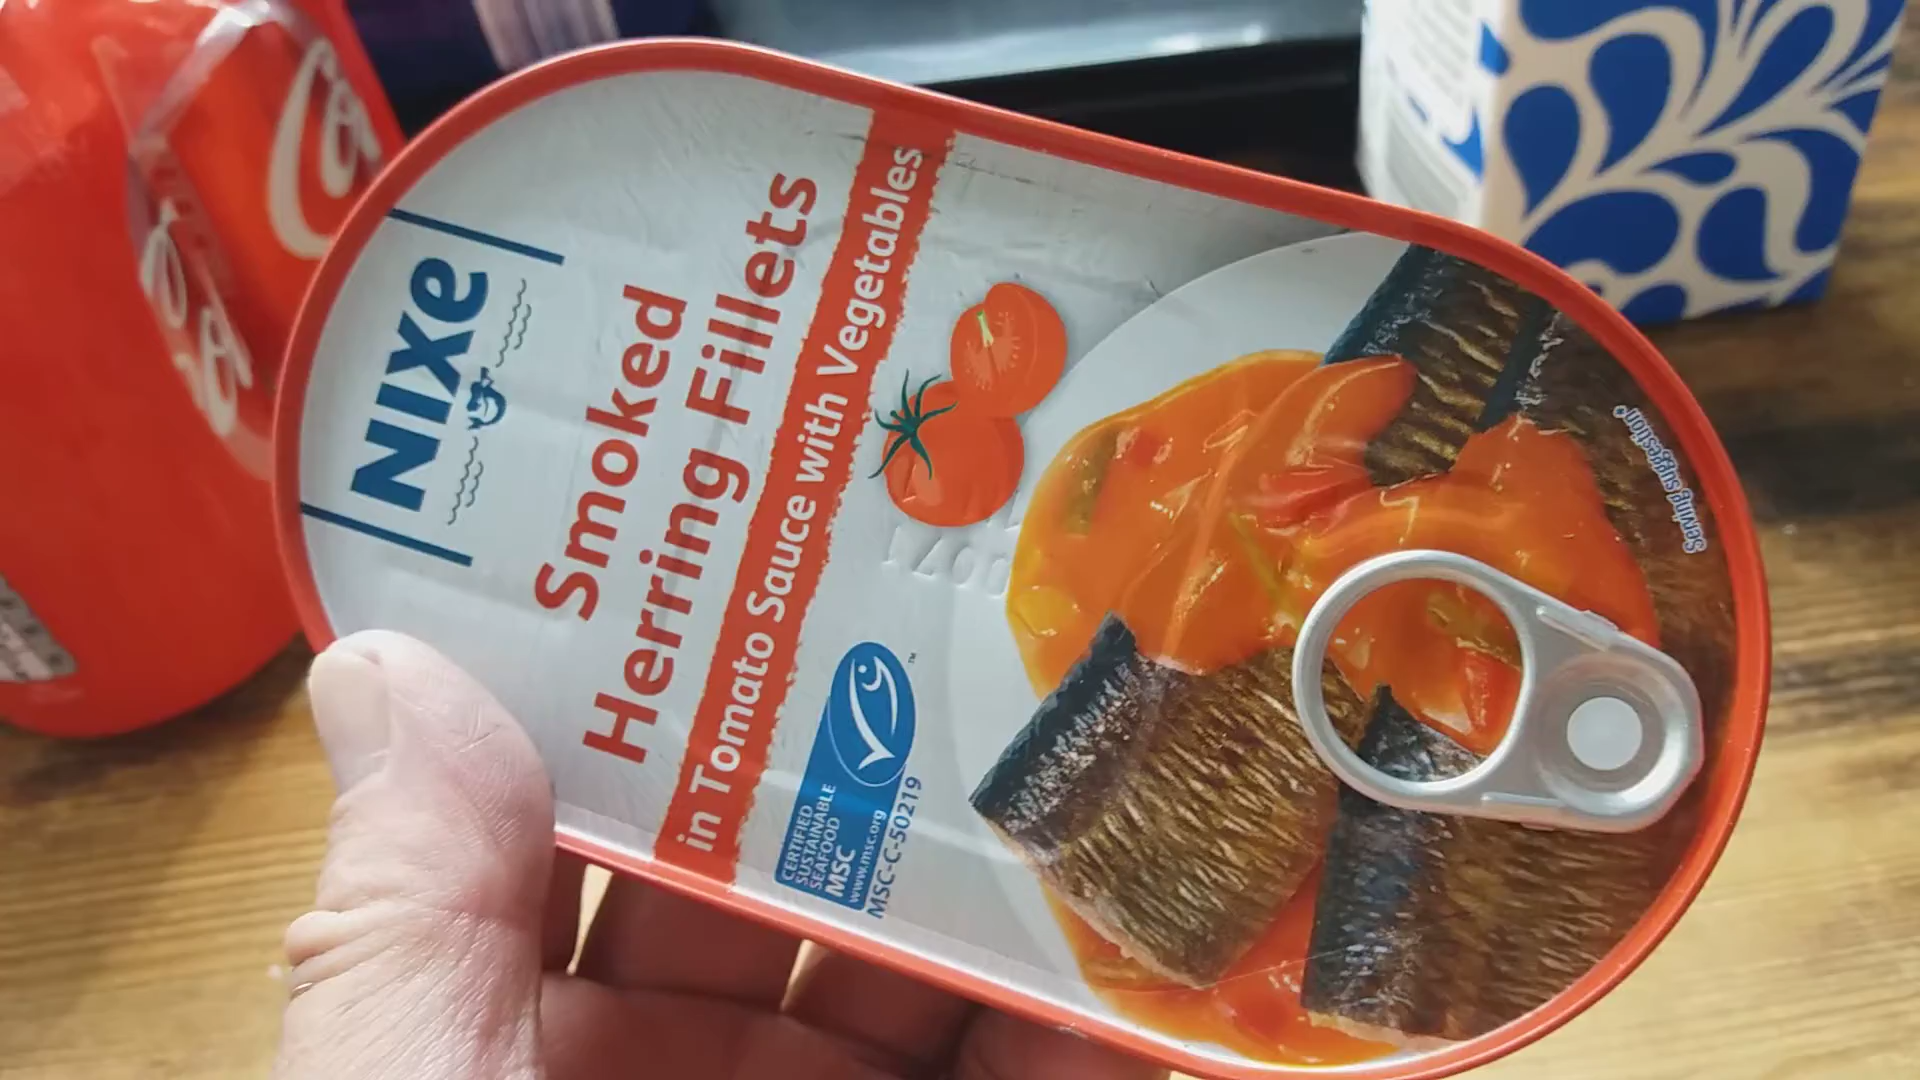 NIXE
Smoked
Herring Fillets
in Tomato Sauce with Vegetables
CERTIFIED
SUSTAINABLE
SEAFOOD
MSC
www.msc.org
™
MSC-C-50219
Serving suggestion*